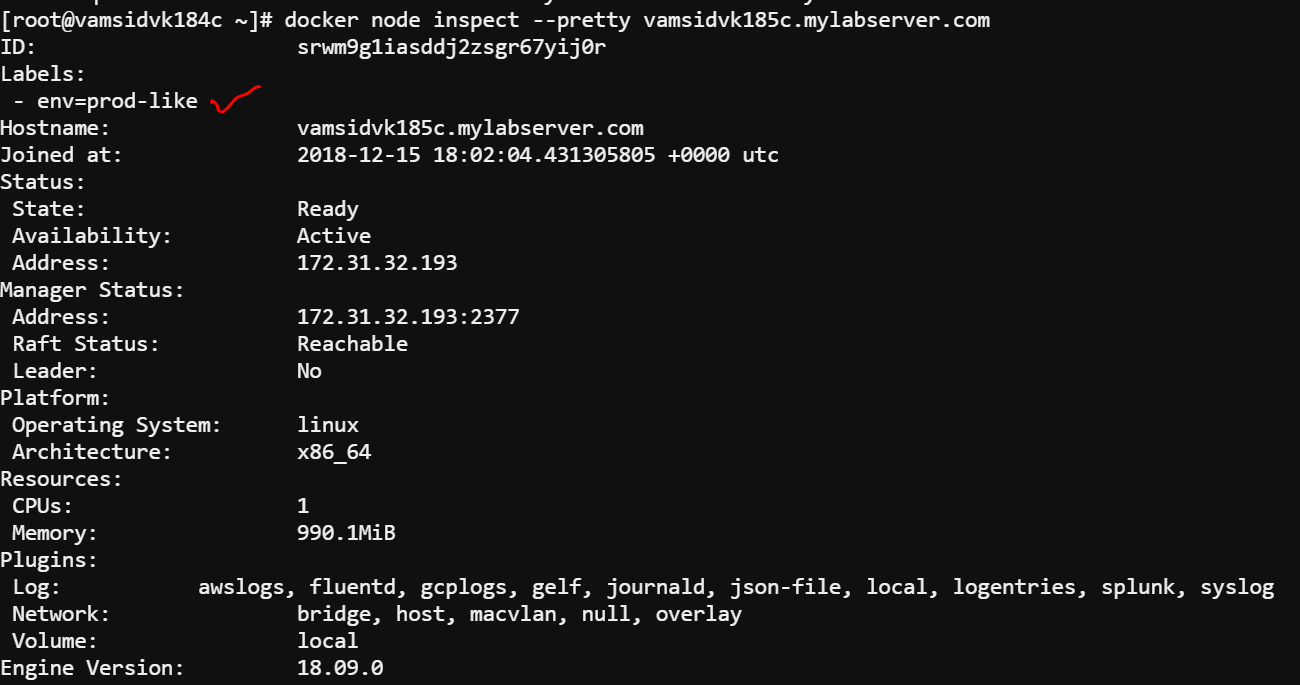 [root@vamsidvk184c ~]# docker node inspect --pretty vamsidvk185c.mylabserver.com
ID: srwm9g1iasddj2zsgr67yij0r
Labels:
- env=prod-like
Hostname: vamsidvk185c.mylabserver.com
Joined at: 2018-12-15 18:02:04.431305805 +0000 utc
Status:
State: Ready
Availability: Active
Address: 172.31.32.193
Manager Status:
Address: 172.31.32.193:2377
Raft Status: Reachable
Leader: No
Platform:
Operating System: linux
Architecture: x86_64
Resources:
CPUs: 1
Memory: 990.1MiB
Plugins:
Log: awslogs, fluentd, gcplogs, gelf, journald, json-file, local, logentries, splunk, syslog
Network: bridge, host, macvlan, null, overlay
Volume: local
Engine Version: 18.09.0